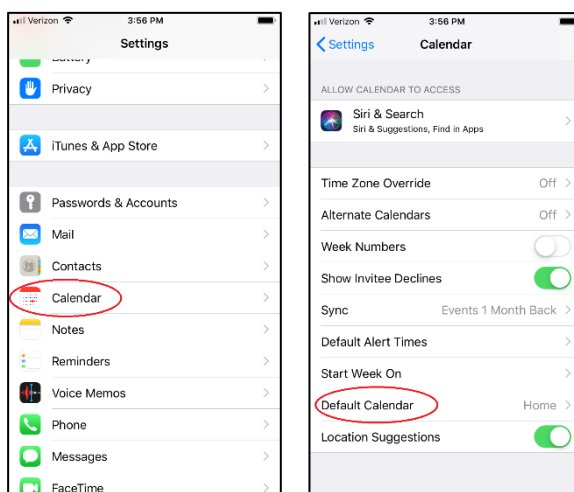 Verizon 3:56 PM
Settings
Battery
Privacy
iTunes & App Store
Passwords & Accounts
Mail
Contacts
Calendar
Notes
Reminders
Voice Memos
Phone
Messages
FaceTime
Verizon 3:56 PM
Settings Calendar
ALLOW CALENDAR TO ACCESS
Siri & Search
Siri & Suggestions, Find in Apps
Time Zone Override Off
Alternate Calendars Off
Week Numbers
Show Invitee Declines
Sync Events 1 Month Back
Default Alert Times
Start Week On
Default Calendar Home
Location Suggestions